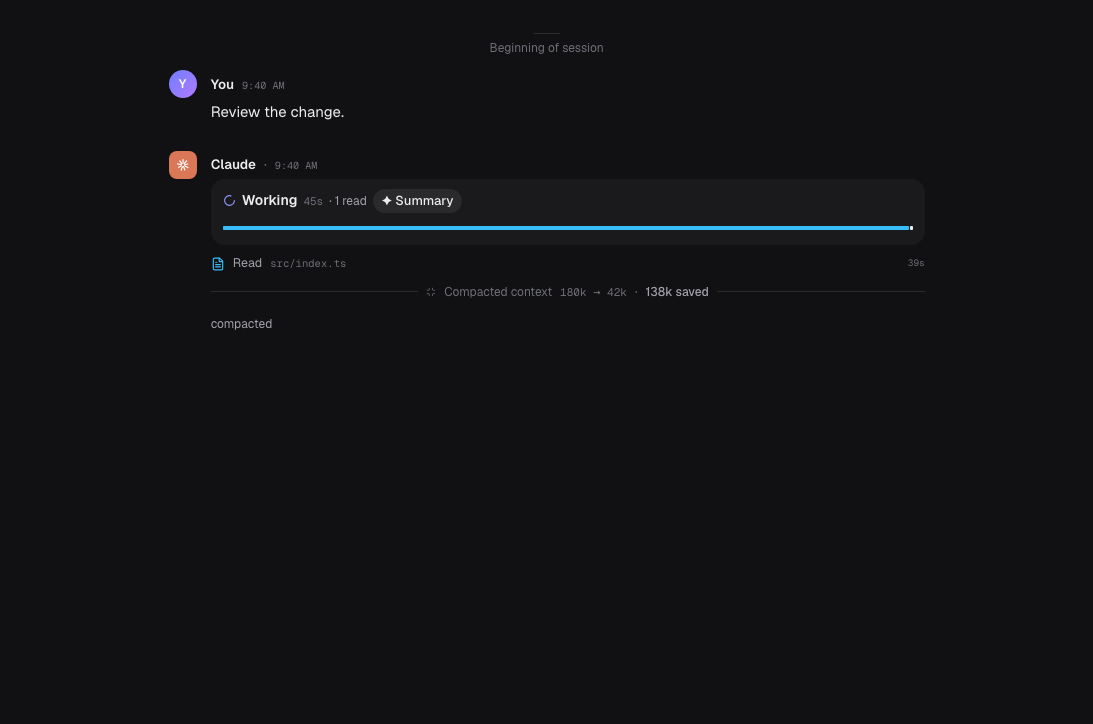 Beginning of session
Y You 9:40 AM
Review the change.
Claude · 9:40 AM
Working 45s · 1 read ✦ Summary
Read src/index.ts 39s
Compacted context 180k → 42k · 138k saved
compacted